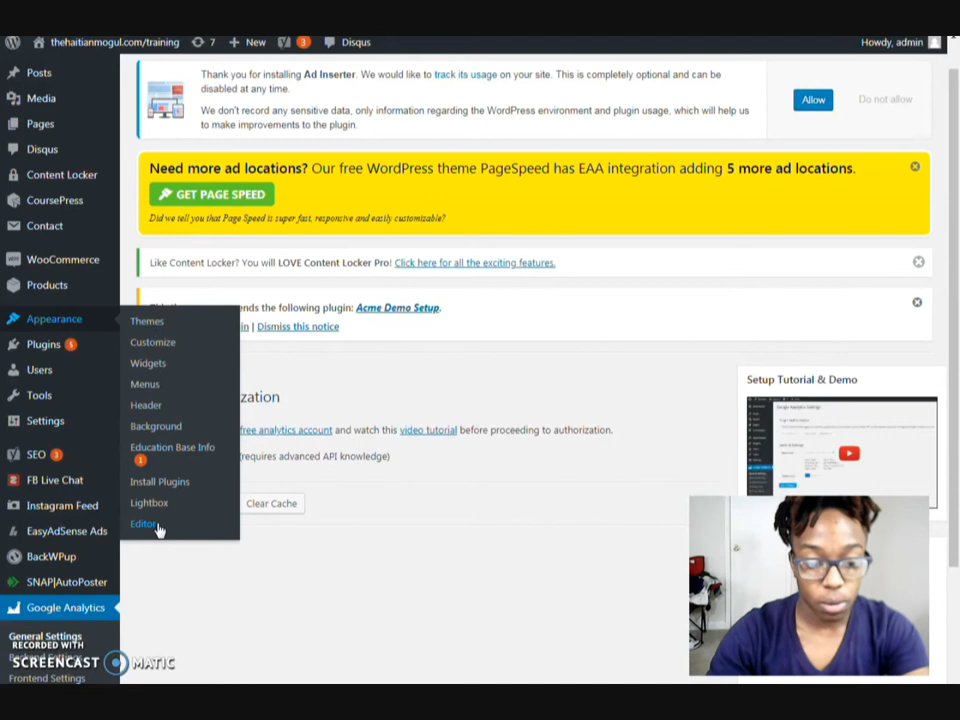 thehaitianmogul.com/training 7 New 3 Disqus Howdy, admin
Posts
Media
Pages
Disqus
Content Locker
CoursePress
Contact
WooCommerce
Products
Appearance
Plugins 5
Users
Tools
Settings
SEO 3
FB Live Chat
Instagram Feed
EasyAdSense Ads
BackWPup
SNAP|AutoPoster
Google Analytics
General Settings
Frontend Settings
Themes
Customize
Widgets
Menus
Header
Background
Education Base Info
1
Install Plugins
Lightbox
Editor
Thank you for installing Ad Inserter. We would like to track its usage on your site. This is completely optional and can be
disabled at any time.
We don't record any sensitive data, only information regarding the WordPress environment and plugin usage, which will help us
to make improvements to the plugin.
Allow
Do not allow
Need more ad locations? Our free WordPress theme PageSpeed has EAA integration adding 5 more ad locations.
GET PAGE SPEED
Did we tell you that Page Speed is super fast, responsive and easily customizable?
Like Content Locker? You will LOVE Content Locker Pro! Click here for all the exciting features.
ends the following plugin: Acme Demo Setup.
in | Dismiss this notice
zation
free analytics account and watch this video tutorial before proceeding to authorization.
(requires advanced API knowledge)
Clear Cache
Setup Tutorial & Demo
RECORDED WITH
SCREENCAST MATIC